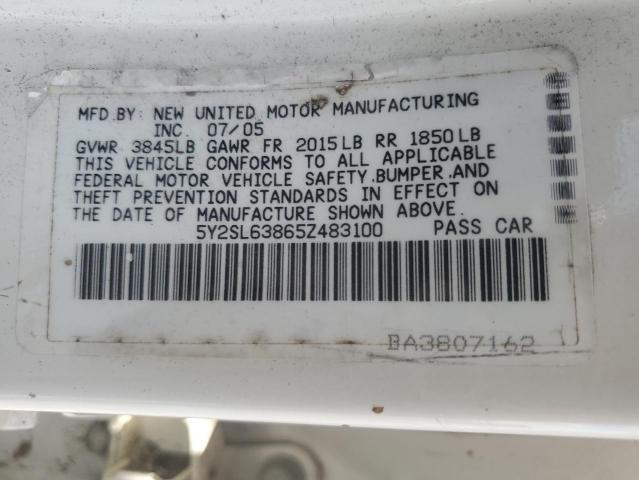 MFD.BY: NEW UNITED MOTOR MANUFACTURING
INC. 07/05
GVWR 3845LB GAWR FR 2015LB RR 1850LB
THIS VEHICLE CONFORMS TO ALL APPLICABLE
FEDERAL MOTOR VEHICLE SAFETY,BUMPER,AND
THEFT PREVENTION STANDARDS IN EFFECT ON
THE DATE OF MANUFACTURE SHOWN ABOVE.
5Y2SL63865Z483100 PASS CAR
BA3807162